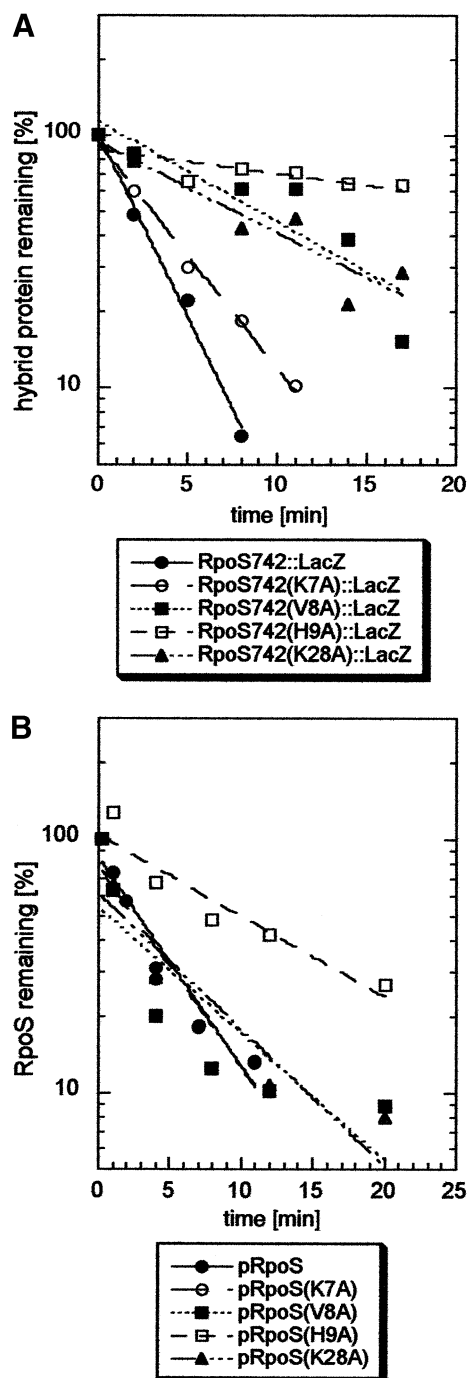 A
hybrid protein remaining [%]
100
10
0 5 10 15 20
time [min]
RpoS742::LacZ
RpoS742(K7A)::LacZ
RpoS742(V8A)::LacZ
RpoS742(H9A)::LacZ
RpoS742(K28A)::LacZ
B
RpoS remaining [%]
100
10
0 5 10 15 20 25
time [min]
pRpoS
pRpoS(K7A)
pRpoS(V8A)
pRpoS(H9A)
pRpoS(K28A)